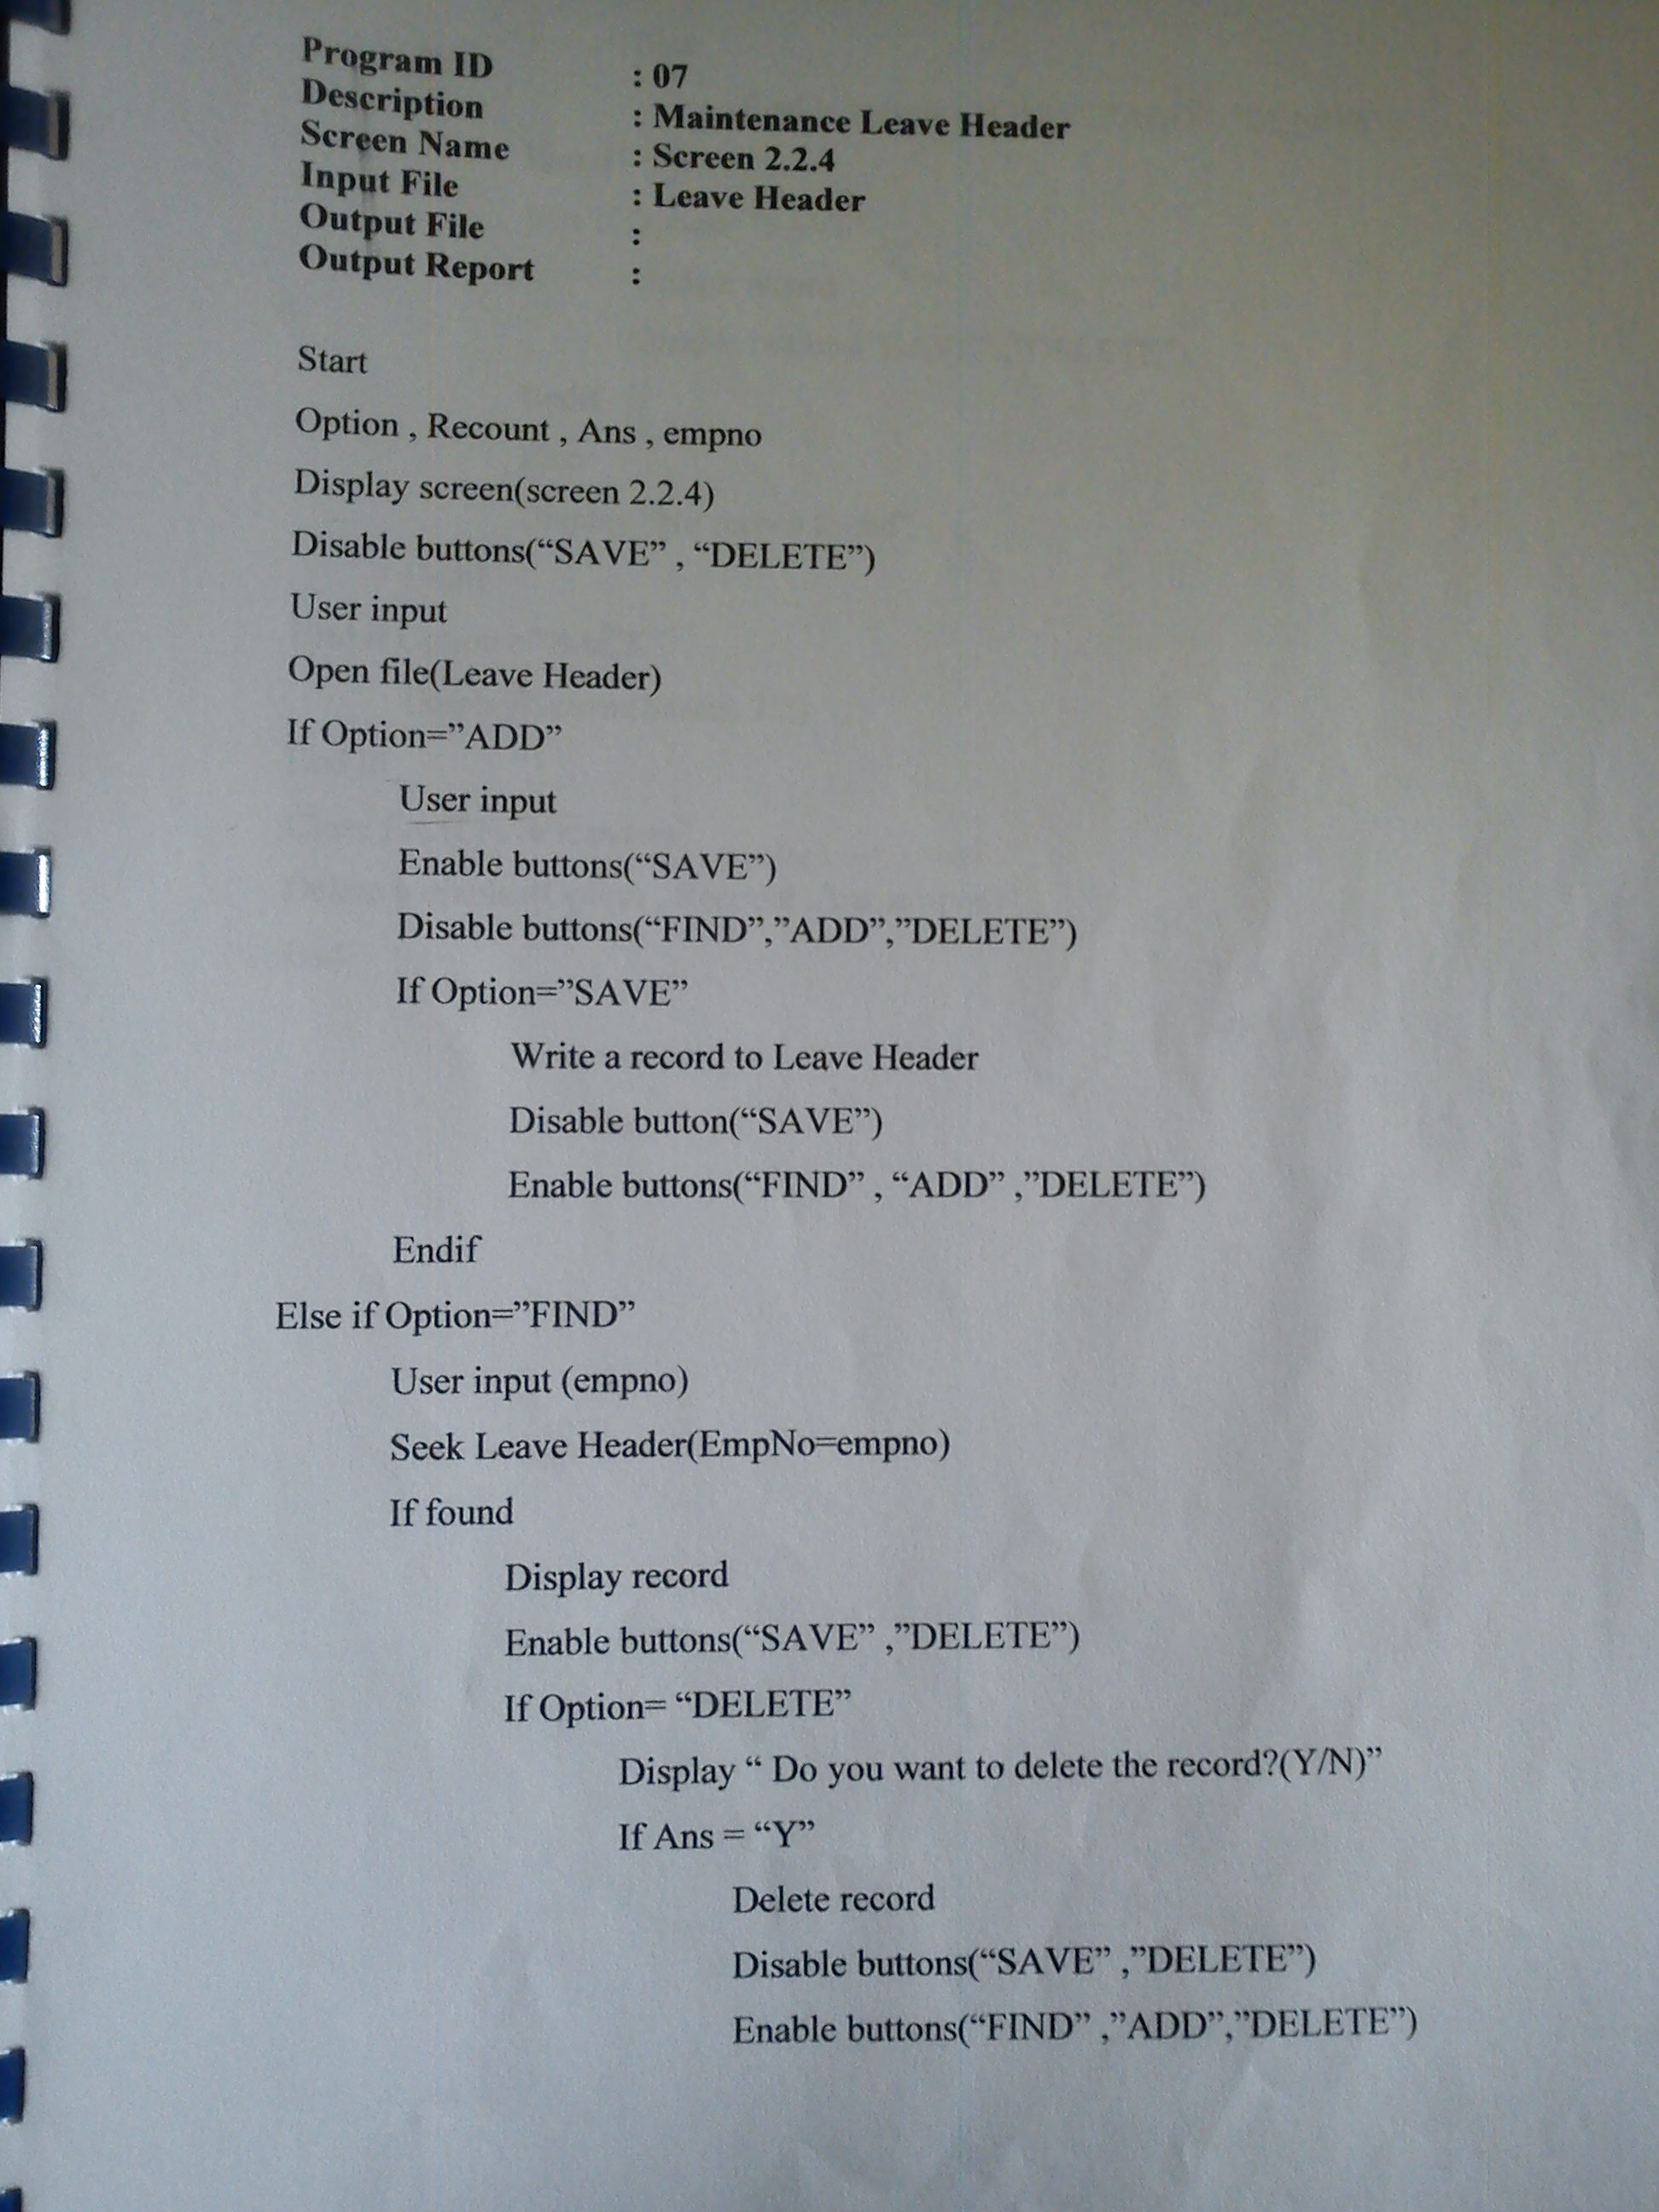 Program ID : 07
Description : Maintenance Leave Header
Screen Name : Screen 2.2.4
Input File : Leave Header
Output File :
Output Report :
Start
Option , Recount , Ans , empno
Display screen(screen 2.2.4)
Disable buttons(“SAVE” , “DELETE”)
User input
Open file(Leave Header)
If Option=”ADD”
User input
Enable buttons(“SAVE”)
Disable buttons(“FIND”,”ADD”,”DELETE”)
If Option=”SAVE”
Write a record to Leave Header
Disable button(“SAVE”)
Enable buttons(“FIND” , “ADD” ,”DELETE”)
Endif
Else if Option=”FIND”
User input (empno)
Seek Leave Header(EmpNo=empno)
If found
Display record
Enable buttons(“SAVE” ,”DELETE”)
If Option= “DELETE”
Display “ Do you want to delete the record?(Y/N)”
If Ans = “Y”
Delete record
Disable buttons(“SAVE” ,”DELETE”)
Enable buttons(“FIND” ,”ADD”,”DELETE”)